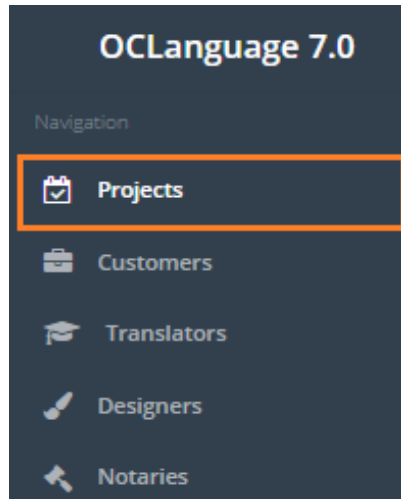 OCLanguage 7.0
Navigation
Projects
Customers
Translators
Designers
Notaries